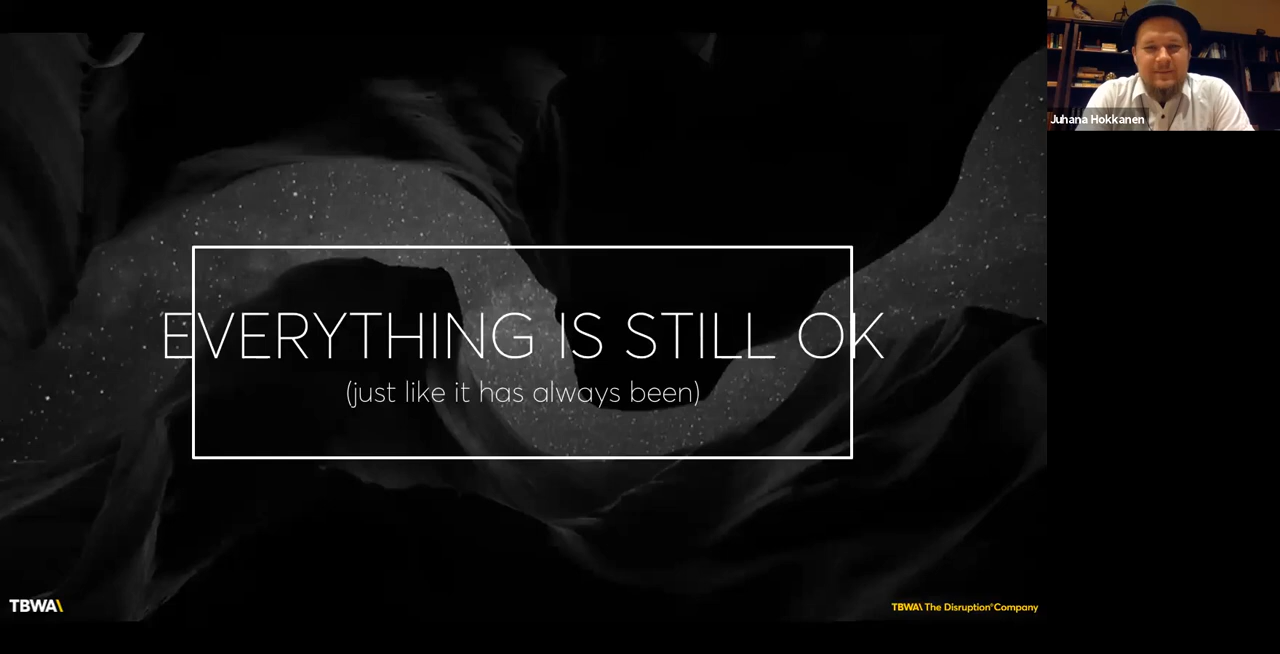 EVERYTHING IS STILL OK
(just like it has always been)
TBWA\
TBWA\ The Disruption® Company
Juhana Hokkanen